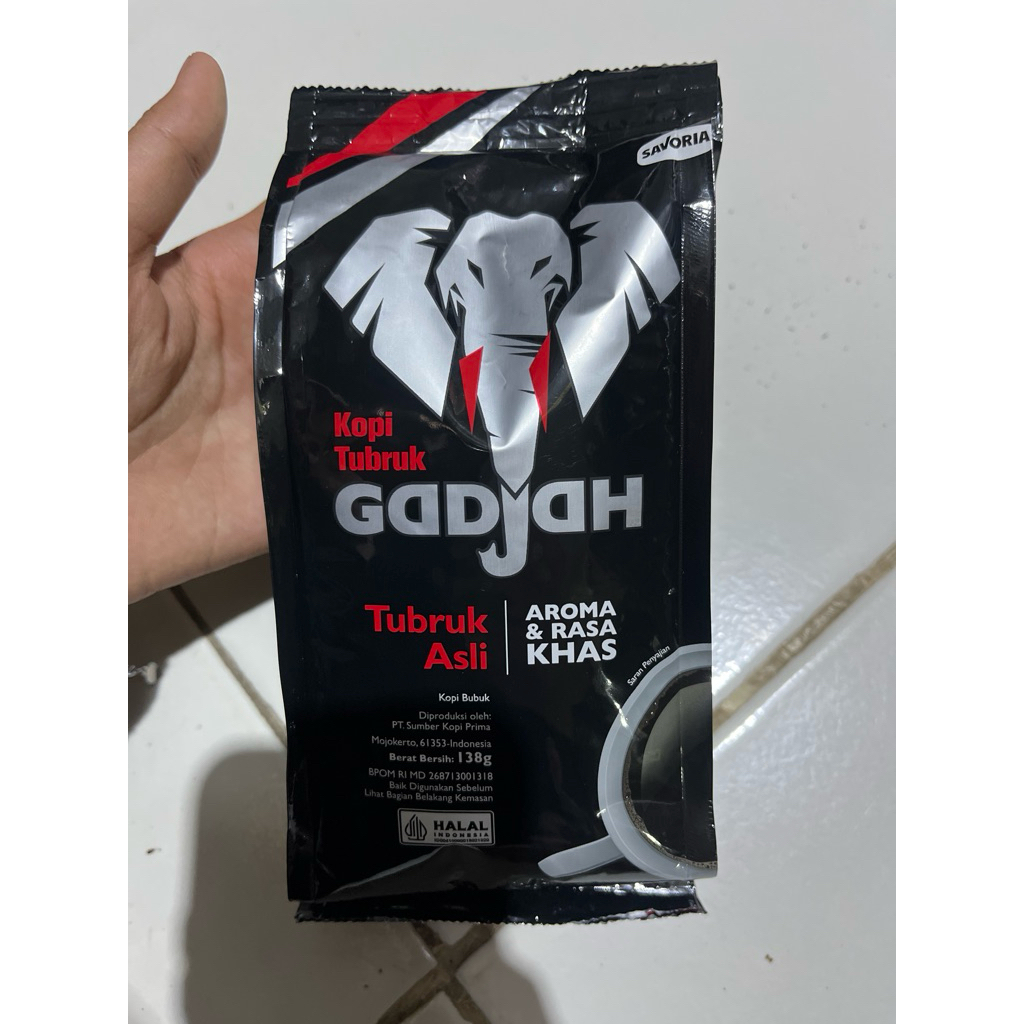 SAVORIA
Kopi
Tubruk
GADJAH
Tubruk
Asli
AROMA
& RASA
KHAS
Saran Penyajian
Kopi Bubuk
Diproduksi oleh:
PT. Sumber Kopi Prima
Mojokerto, 61353-Indonesia
Berat Bersih: 138g
BPOM RI MD 268713001318
Baik Digunakan Sebelum
Lihat Bagian Belakang Kemasan
HALAL
INDONESIA